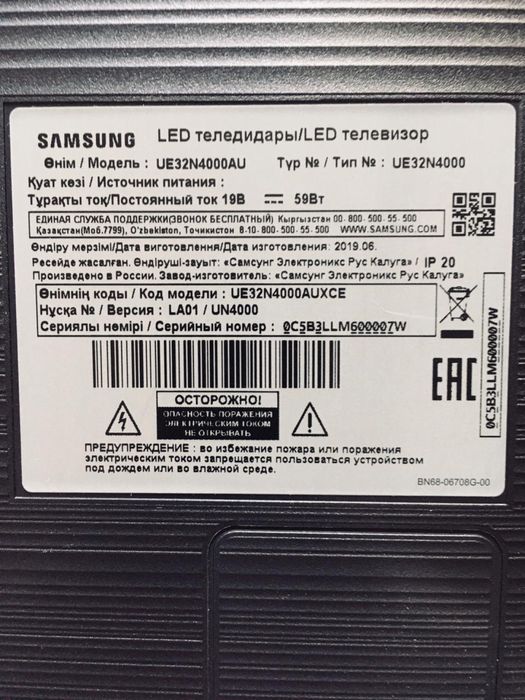 SAMSUNG LED теледидары/LED телевизор
Өнім / Модель : UE32N4000AU Түр № / Тип № : UE32N4000
Қуат көзі / Источник питания :
Тұрақты ток/Постоянный ток 19В ⎓ 59Вт
ЕДИНАЯ СЛУЖБА ПОДДЕРЖКИ(ЗВОНОК БЕСПЛАТНЫЙ) Кыргызстан 00-800-500-55-500
Қазақстан(Моб.7799), O'zbekiston, Точикистон 8-10-800-500-55-500 WWW.SAMSUNG.COM
Өндіру мерзімі/Дата виготовлення/Дата изготовления: 2019.06.
Ресейде жасалған. Өндіруші-зауыт: «Самсунг Электроникс Рус Калуга» / IP 20
Произведено в России. Завод-изготовитель: «Самсунг Электроникс Рус Калуга»
Өнімнің коды / Код модели : UE32N4000AUXCE
Нұсқа № / Версия : LA01 / UN4000
Сериялы нөмірі / Серийный номер : 0C5B3LLM600007W
0C5B3LLM600007W
EAC
ОСТОРОЖНО!
ОПАСНОСТЬ ПОРАЖЕНИЯ
ЭЛЕКТРИЧЕСКИМ ТОКОМ
НЕ ОТКРЫВАТЬ
ПРЕДУПРЕЖДЕНИЕ : во избежание пожара или поражения
электрическим током запрещается пользоваться устройством
под дождем или во влажной среде.
BN68-06708G-00